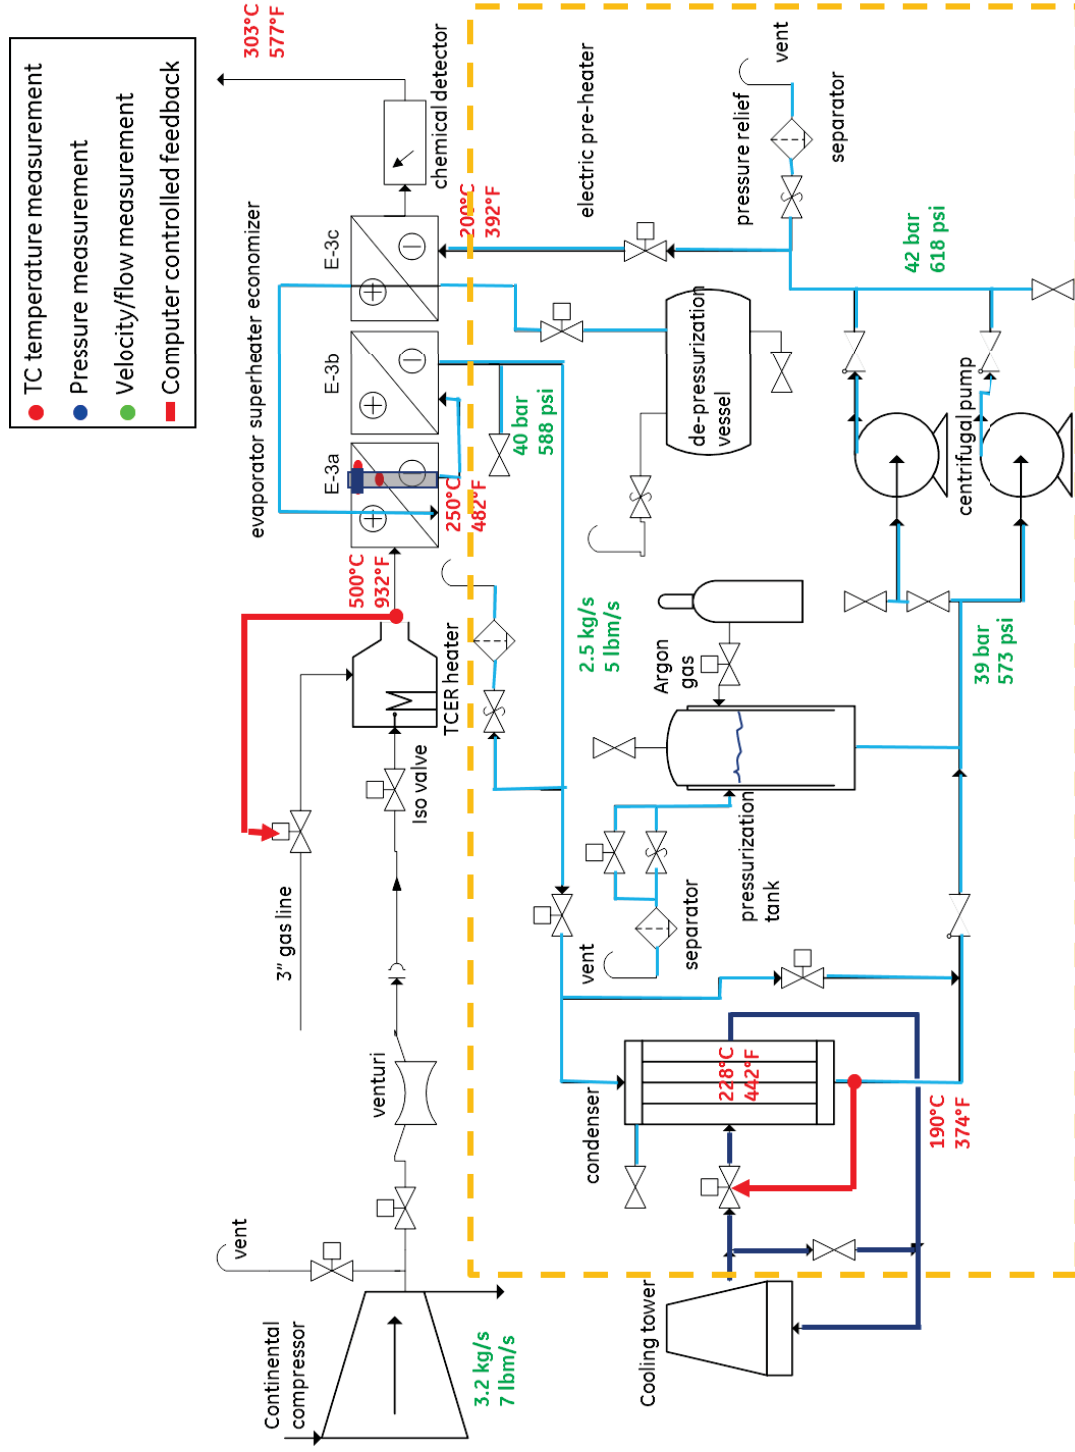 TC temperature measurement
Pressure measurement
Velocity/flow measurement
Computer controlled feedback
303°C
577°F
chemical detector
evaporator superheater economizer
E-3a
E-3b
E-3c
500°C
932°F
250°C
482°F
200°C
392°F
TCER heater
Iso valve
3" gas line
venturi
vent
Continental
compressor
3.2 kg/s
7 lbm/s
electric pre-heater
pressure relief
vent
separator
42 bar
618 psi
40 bar
588 psi
de-pressurization
vessel
centrifugal pump
2.5 kg/s
5 lbm/s
39 bar
573 psi
Argon
gas
pressurization
tank
separator
vent
condenser
228°C
442°F
190°C
374°F
Cooling tower